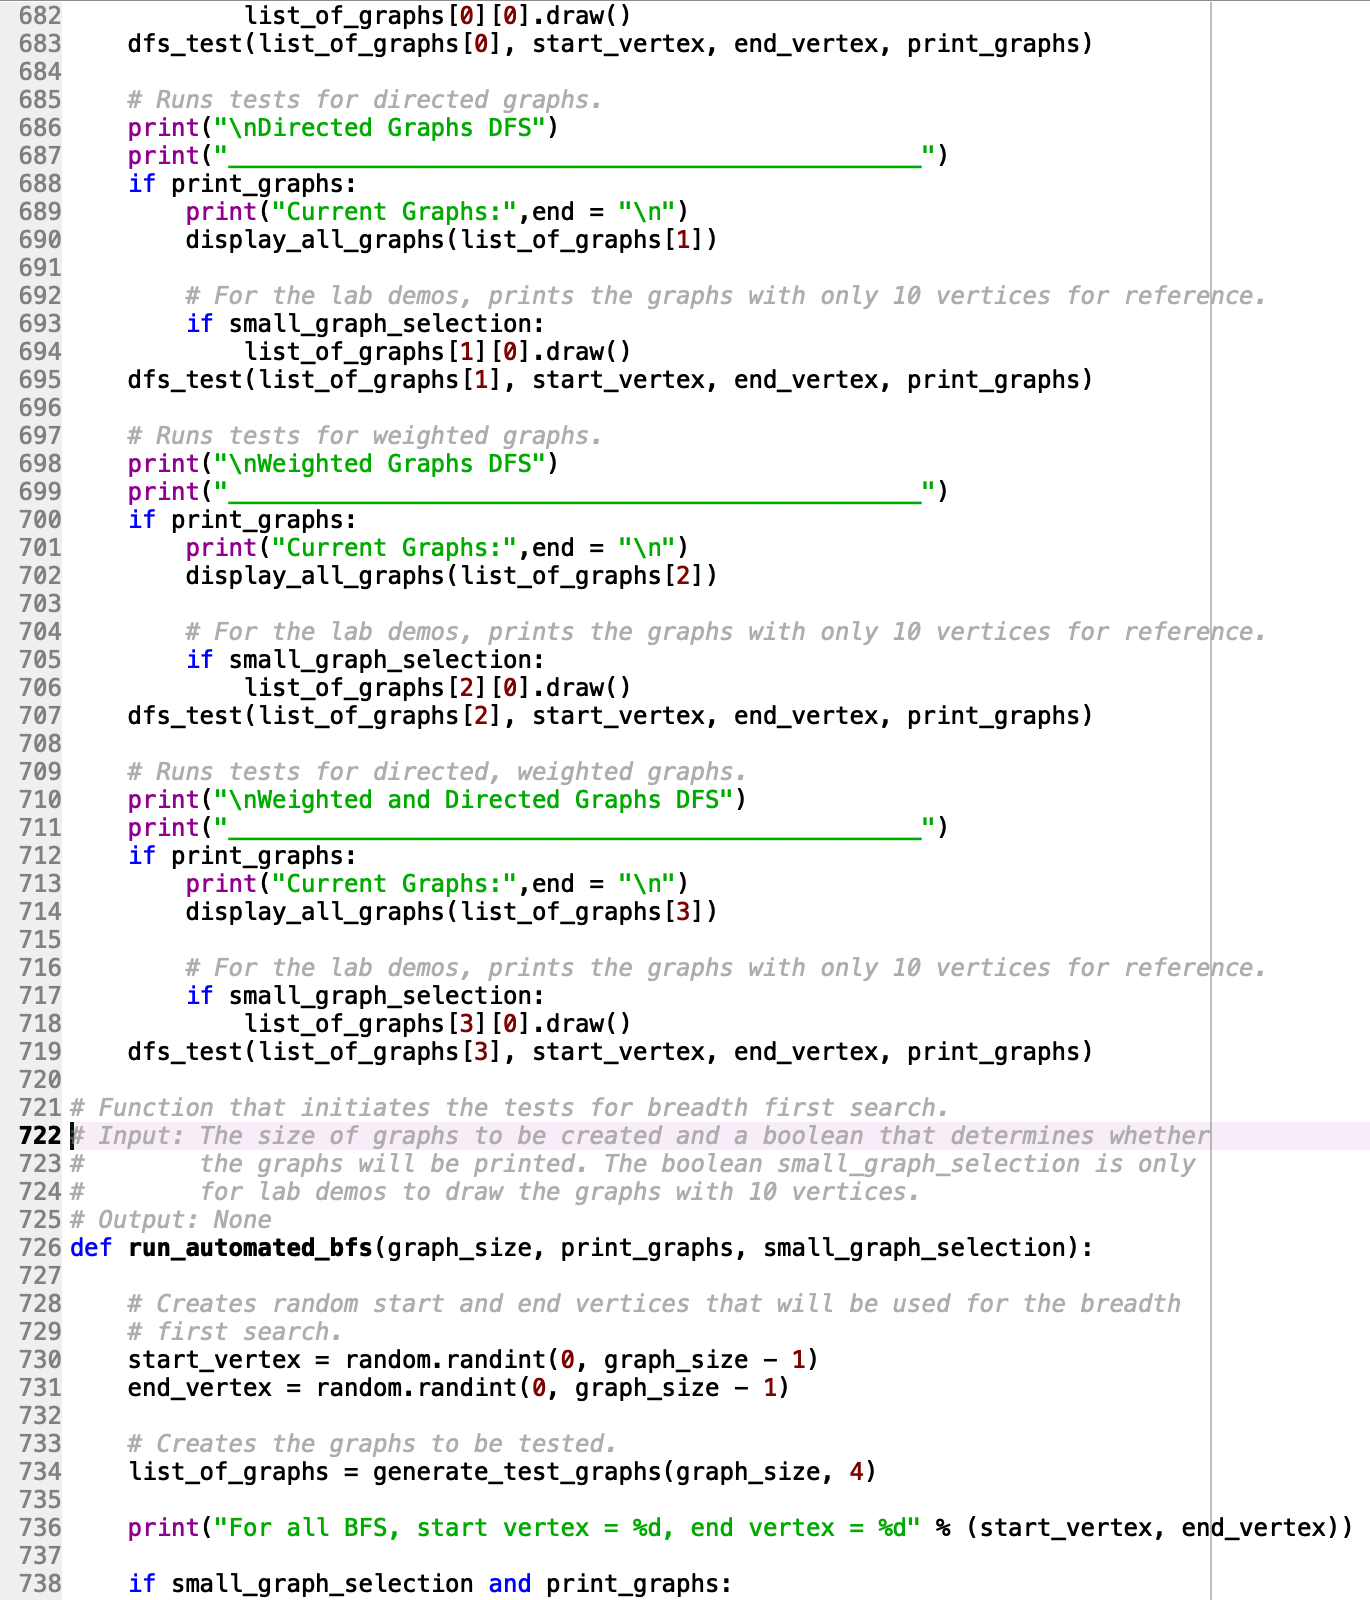 682             list_of_graphs[0][0].draw()
683     dfs_test(list_of_graphs[0], start_vertex, end_vertex, print_graphs)
684
685     # Runs tests for directed graphs.
686     print("\nDirected Graphs DFS")
687     print("________________________________________________")
688     if print_graphs:
689         print("Current Graphs:",end = "\n")
690         display_all_graphs(list_of_graphs[1])
691
692         # For the lab demos, prints the graphs with only 10 vertices for reference.
693         if small_graph_selection:
694             list_of_graphs[1][0].draw()
695     dfs_test(list_of_graphs[1], start_vertex, end_vertex, print_graphs)
696
697     # Runs tests for weighted graphs.
698     print("\nWeighted Graphs DFS")
699     print("________________________________________________")
700     if print_graphs:
701         print("Current Graphs:",end = "\n")
702         display_all_graphs(list_of_graphs[2])
703
704         # For the lab demos, prints the graphs with only 10 vertices for reference.
705         if small_graph_selection:
706             list_of_graphs[2][0].draw()
707     dfs_test(list_of_graphs[2], start_vertex, end_vertex, print_graphs)
708
709     # Runs tests for directed, weighted graphs.
710     print("\nWeighted and Directed Graphs DFS")
711     print("________________________________________________")
712     if print_graphs:
713         print("Current Graphs:",end = "\n")
714         display_all_graphs(list_of_graphs[3])
715
716         # For the lab demos, prints the graphs with only 10 vertices for reference.
717         if small_graph_selection:
718             list_of_graphs[3][0].draw()
719     dfs_test(list_of_graphs[3], start_vertex, end_vertex, print_graphs)
720
721 # Function that initiates the tests for breadth first search.
722 # Input: The size of graphs to be created and a boolean that determines whether
723 #        the graphs will be printed. The boolean small_graph_selection is only
724 #        for lab demos to draw the graphs with 10 vertices.
725 # Output: None
726 def run_automated_bfs(graph_size, print_graphs, small_graph_selection):
727
728     # Creates random start and end vertices that will be used for the breadth
729     # first search.
730     start_vertex = random.randint(0, graph_size - 1)
731     end_vertex = random.randint(0, graph_size - 1)
732
733     # Creates the graphs to be tested.
734     list_of_graphs = generate_test_graphs(graph_size, 4)
735
736     print("For all BFS, start vertex = %d, end vertex = %d" % (start_vertex, end_vertex))
737
738     if small_graph_selection and print_graphs: